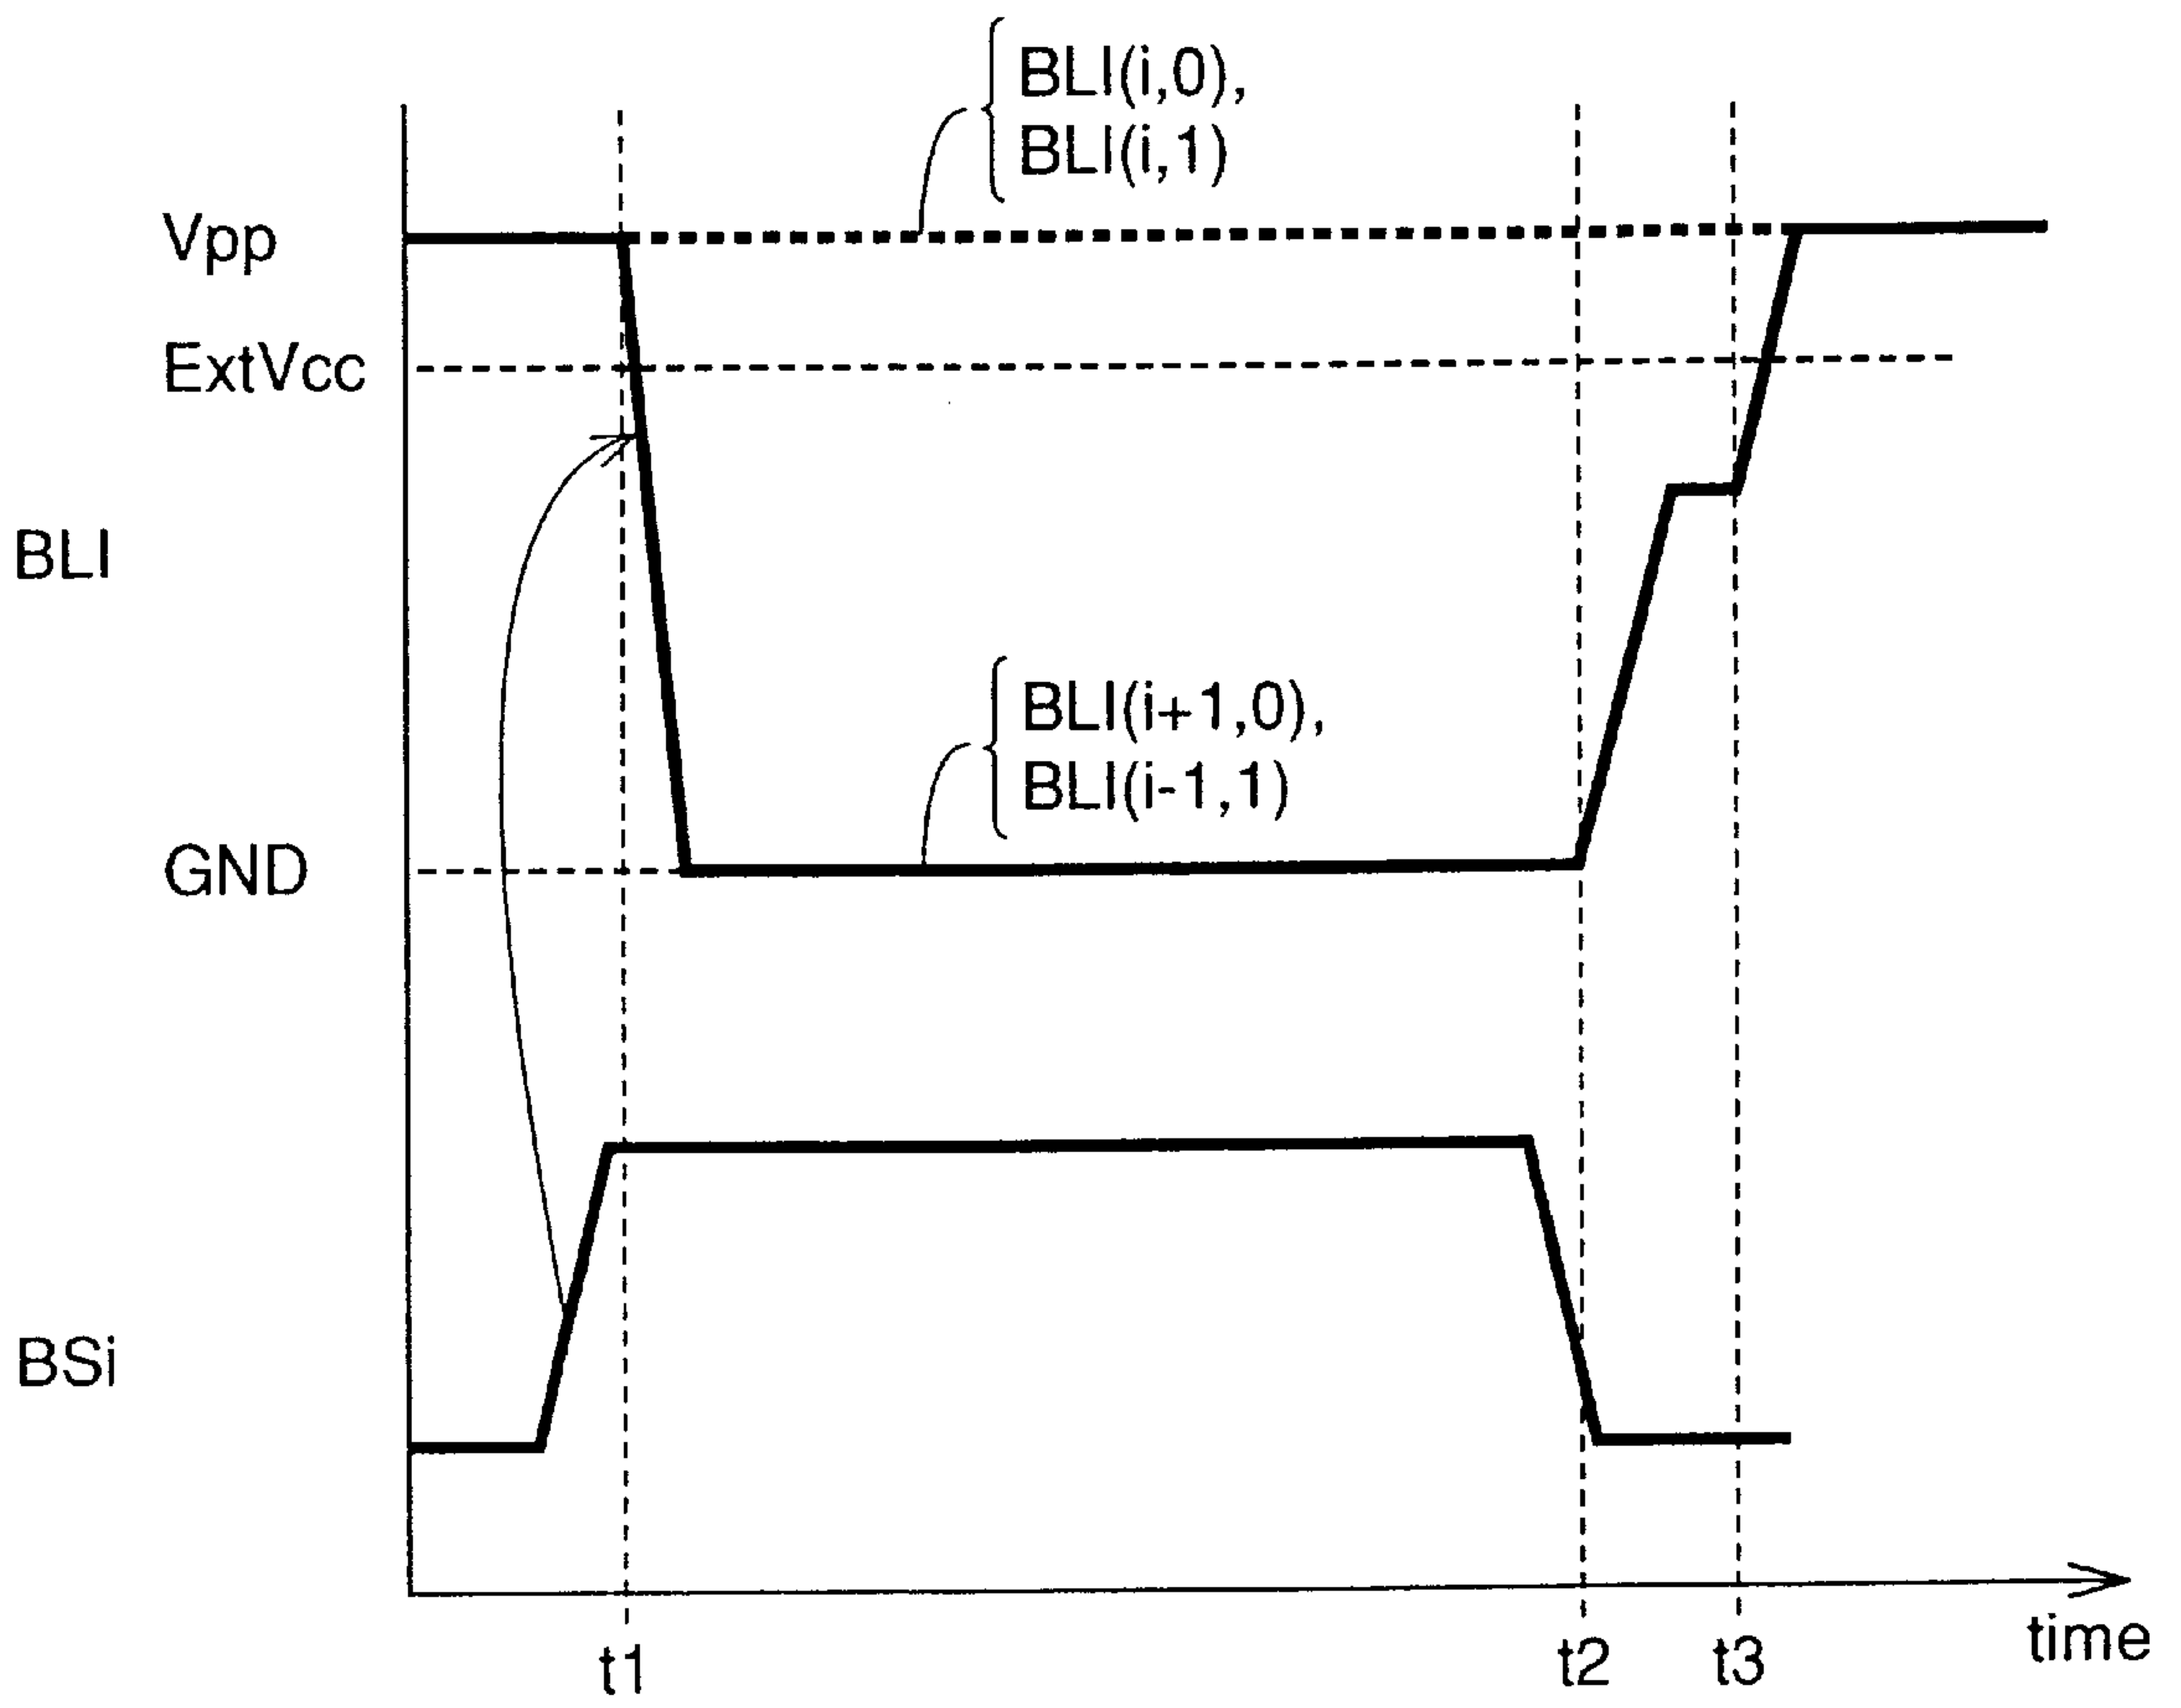 BLI(i,0),
BLI(i,1)
Vpp
ExtVcc
BLI
BLI(i+1,0),
BLI(i-1,1)
GND
BSi
t1
t2
t3
time